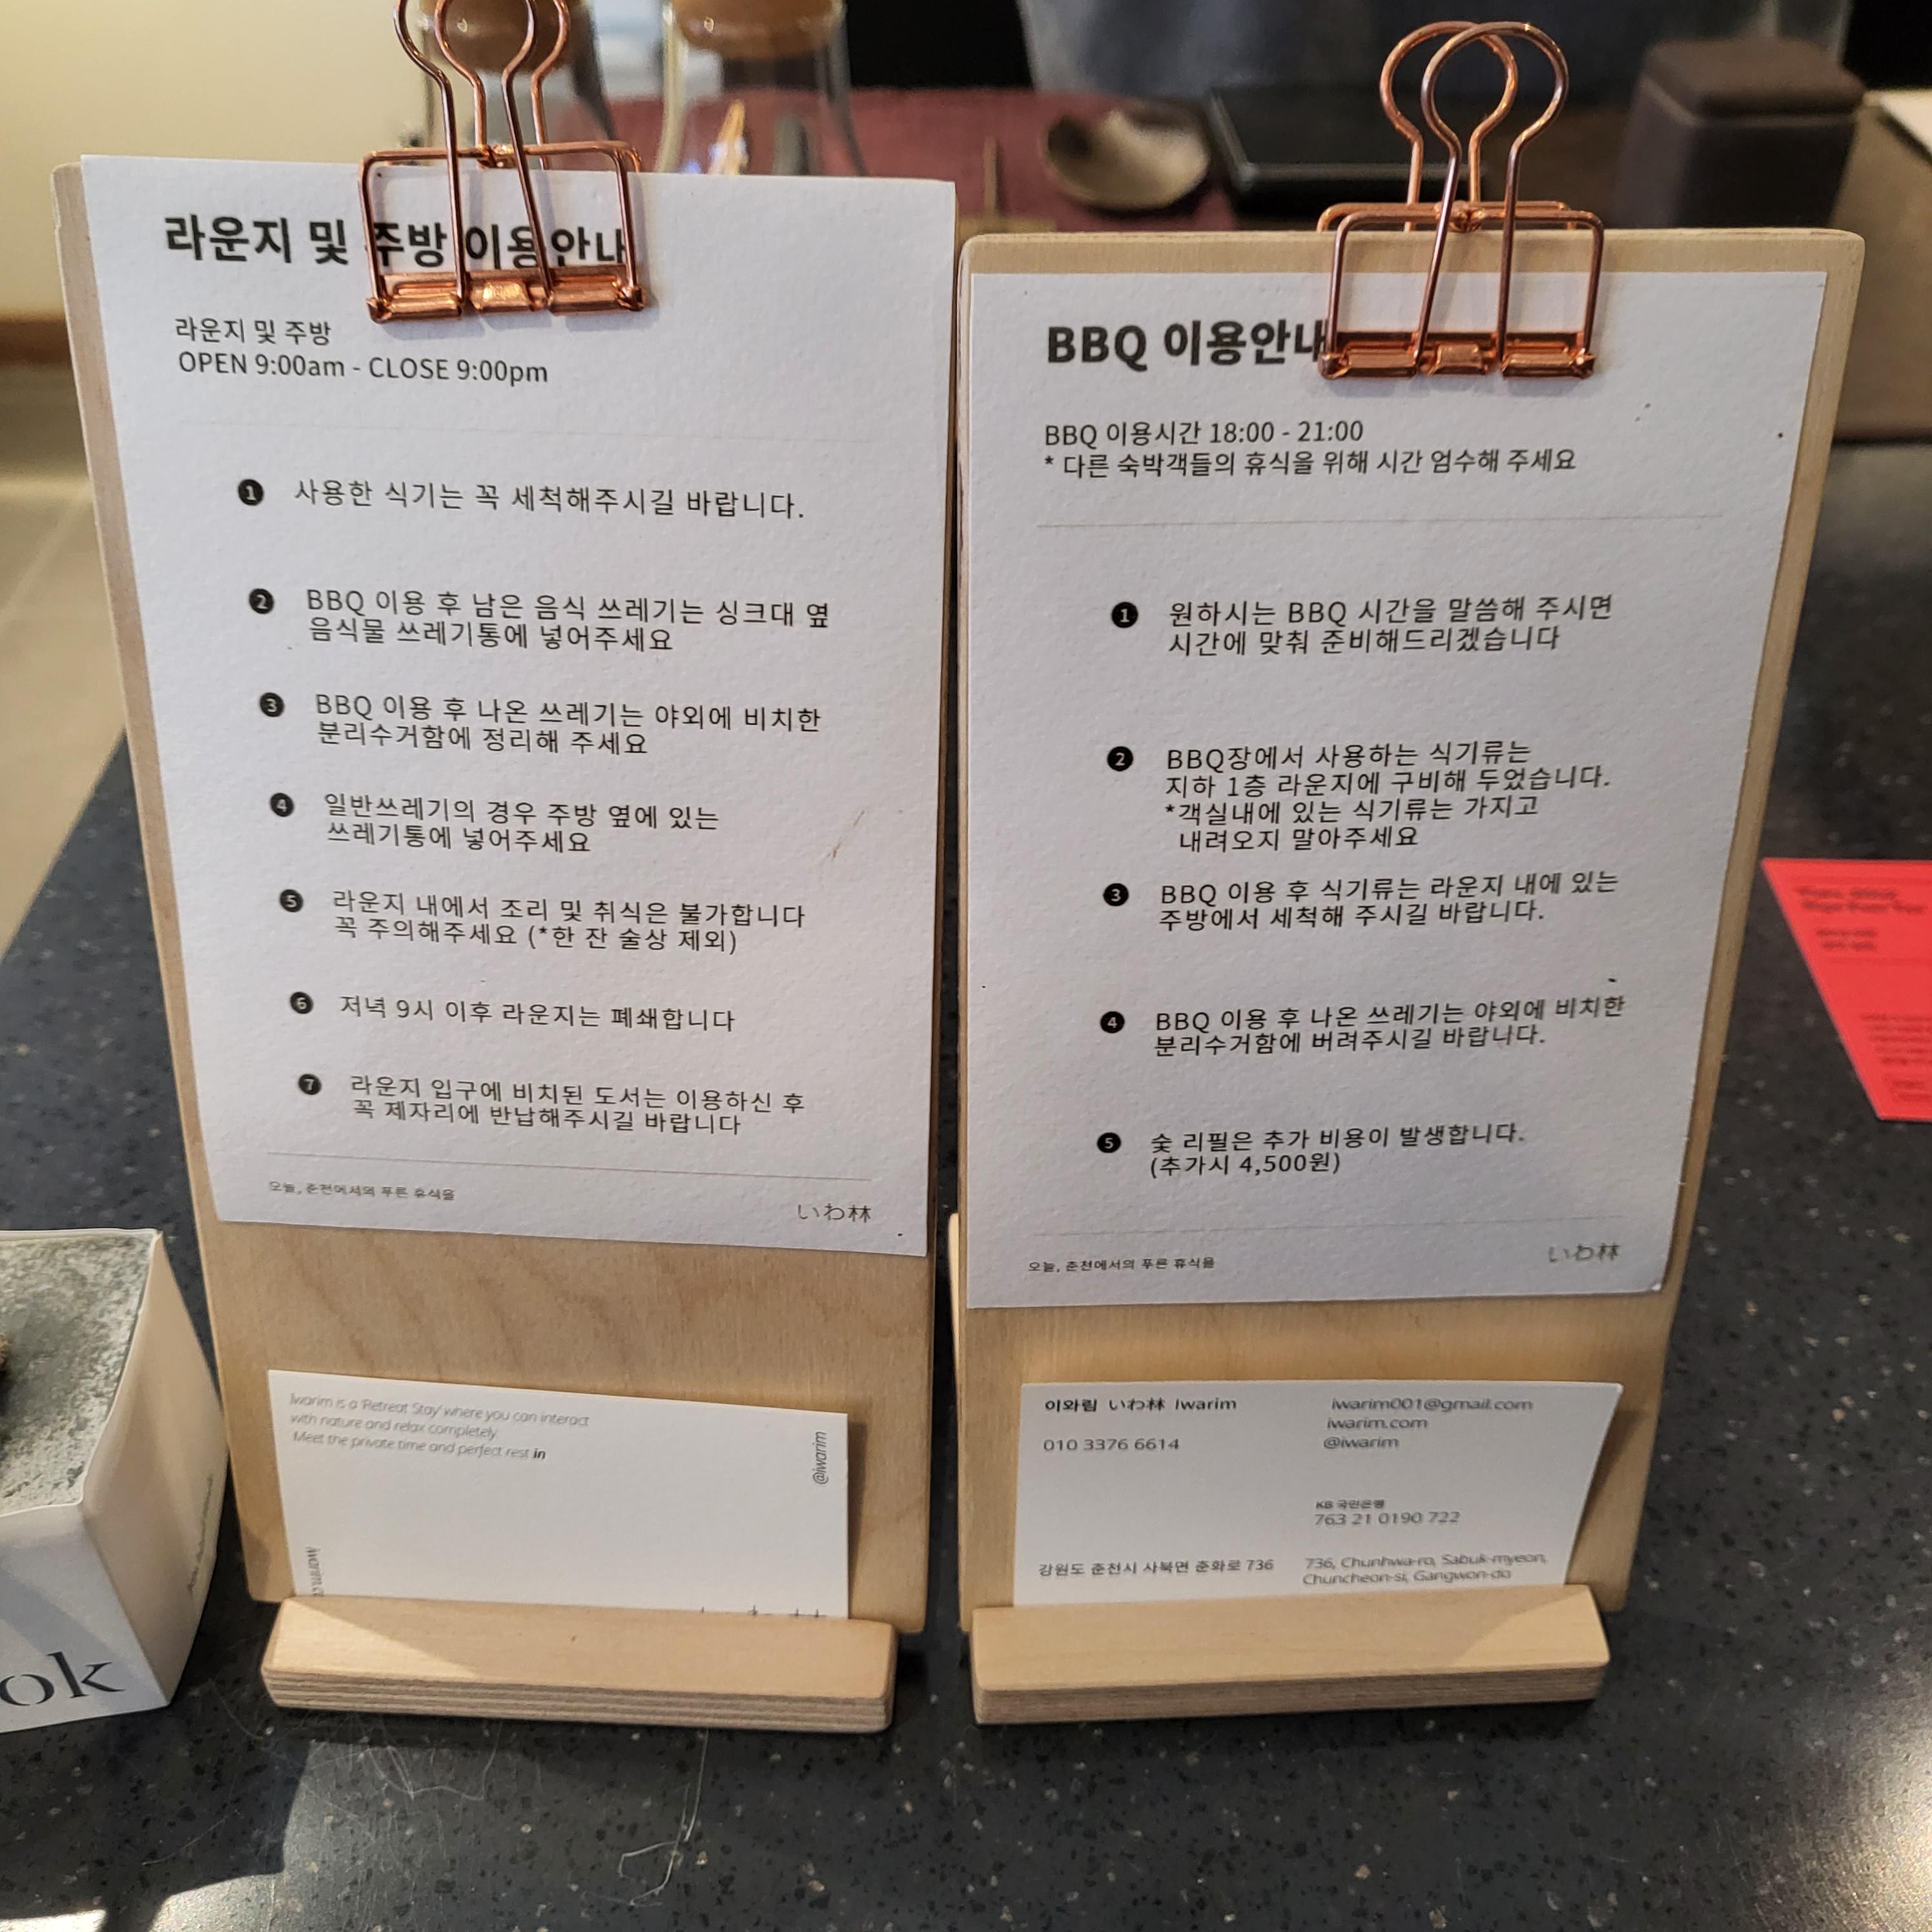 라운지 및 주방 이용안내
라운지 및 주방
OPEN 9:00am - CLOSE 9:00pm
1 사용한 식기는 꼭 세척해주시길 바랍니다.
2 BBQ 이용 후 남은 음식 쓰레기는 싱크대 옆
음식물 쓰레기통에 넣어주세요
3 BBQ 이용 후 나온 쓰레기는 야외에 비치한
분리수거함에 정리해 주세요
4 일반쓰레기의 경우 주방 옆에 있는
쓰레기통에 넣어주세요
5 라운지 내에서 조리 및 취식은 불가합니다
꼭 주의해주세요 (*한 잔 술상 제외)
6 저녁 9시 이후 라운지는 폐쇄합니다
7 라운지 입구에 비치된 도서는 이용하신 후
꼭 제자리에 반납해주시길 바랍니다
오늘, 춘천에서의 푸른 휴식을
いわ林
Iwarim is a 'Retreat Stay' where you can interact
with nature and relax completely.
Meet the private time and perfect rest in
@iwarim
BBQ 이용안내
BBQ 이용시간 18:00 - 21:00
* 다른 숙박객들의 휴식을 위해 시간 엄수해 주세요
1 원하시는 BBQ 시간을 말씀해 주시면
시간에 맞춰 준비해드리겠습니다
2 BBQ장에서 사용하는 식기류는
지하 1층 라운지에 구비해 두었습니다.
*객실내에 있는 식기류는 가지고
내려오지 말아주세요
3 BBQ 이용 후 식기류는 라운지 내에 있는
주방에서 세척해 주시길 바랍니다.
4 BBQ 이용 후 나온 쓰레기는 야외에 비치한
분리수거함에 버려주시길 바랍니다.
5 숯 리필은 추가 비용이 발생합니다.
(추가시 4,500원)
오늘, 춘천에서의 푸른 휴식을
いわ林
이와림 いわ林 Iwarim
010 3376 6614
iwarim001@gmail.com
iwarim.com
@iwarim
KB 국민은행
763 21 0190 722
강원도 춘천시 사북면 춘화로 736
736, Chunhwa-ro, Sabuk-myeon,
Chuncheon-si, Gangwon-do
ok